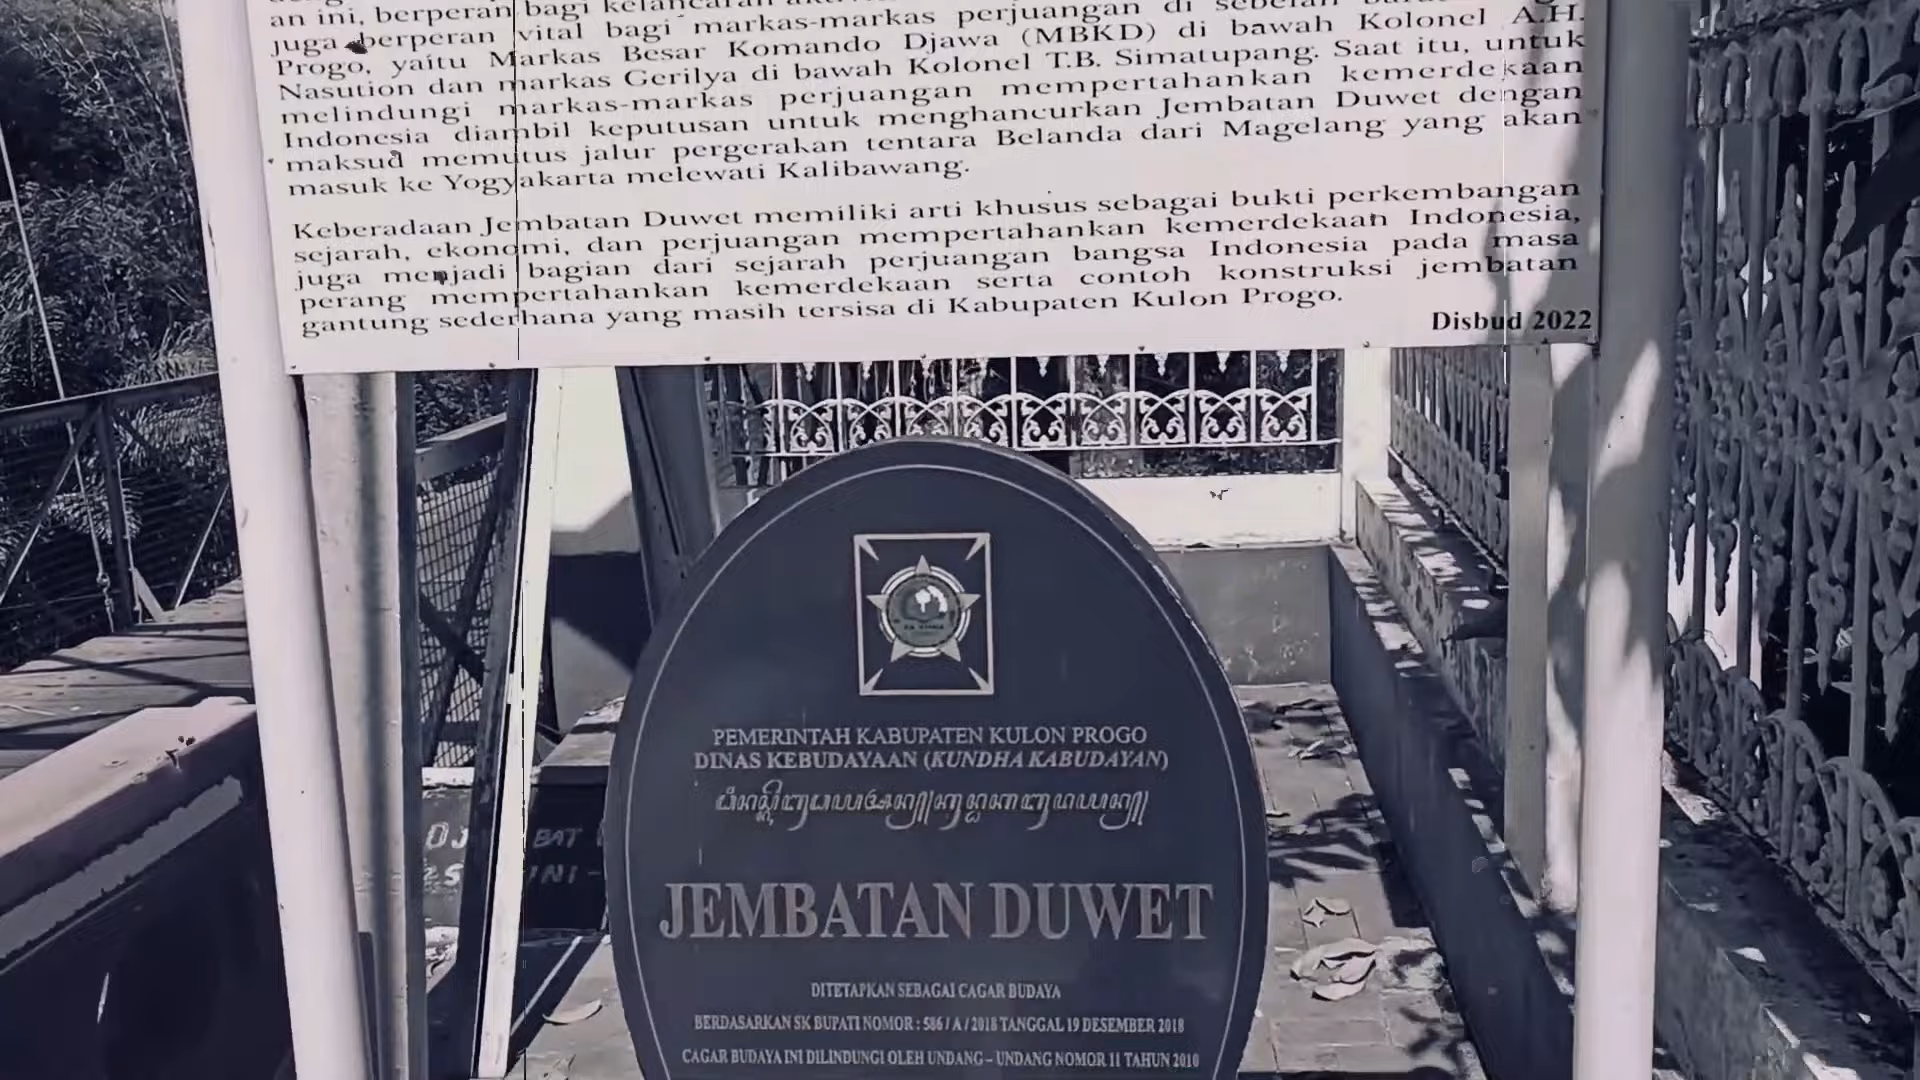 an ini, berperan bagi kelancaran
juga berperan vital bagi markas-markas perjuangan di sebelah
Progo, yaitu Markas Besar Komando Djawa (MBKD) di bawah Kolonel A.H.
Nasution dan markas Gerilya di bawah Kolonel T.B. Simatupang. Saat itu, untuk
melindungi markas-markas perjuangan mempertahankan kemerdekaan
Indonesia diambil keputusan untuk menghancurkan Jembatan Duwet dengan
maksud memutus jalur pergerakan tentara Belanda dari Magelang yang akan
masuk ke Yogyakarta melewati Kalibawang.
Keberadaan Jembatan Duwet memiliki arti khusus sebagai bukti perkembangan
sejarah, ekonomi, dan perjuangan mempertahankan kemerdekaan Indonesia,
juga menjadi bagian dari sejarah perjuangan bangsa Indonesia pada masa
perang mempertahankan kemerdekaan serta contoh konstruksi jembatan
gantung sederhana yang masih tersisa di Kabupaten Kulon Progo.
Disbud 2022
PEMERINTAH KABUPATEN KULON PROGO
DINAS KEBUDAYAAN (KUNDHA KABUDAYAN)
JEMBATAN DUWET
DITETAPKAN SEBAGAI CAGAR BUDAYA
BERDASARKAN SK BUPATI NOMOR : 586 / A / 2018 TANGGAL 19 DESEMBER 2018
CAGAR BUDAYA INI DILINDUNGI OLEH UNDANG – UNDANG NOMOR 11 TAHUN 2010